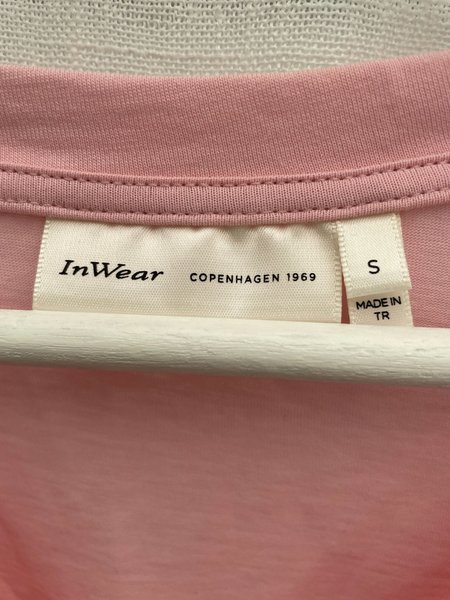 InWear COPENHAGEN 1969
S
MADE IN
TR